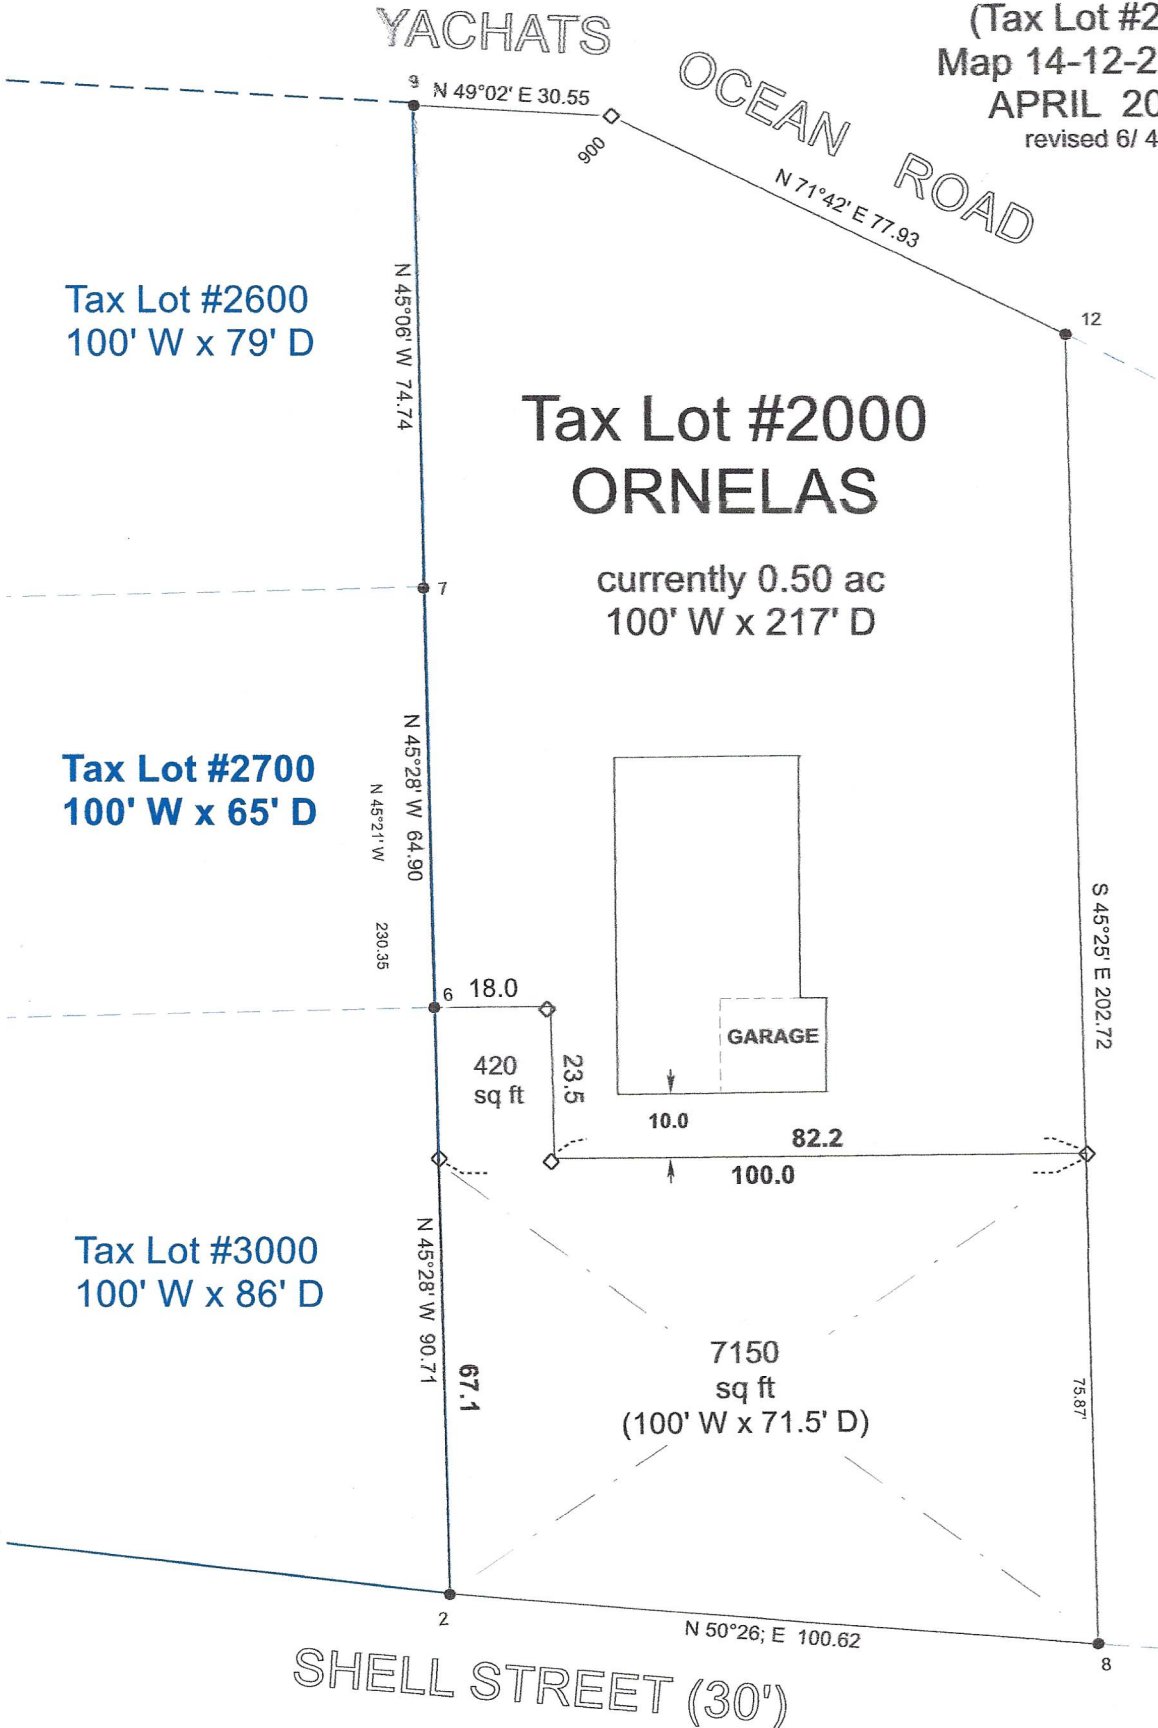 YACHATS OCEAN ROAD
(Tax Lot #2
Map 14-12-2
APRIL 20
revised 6/ 4
9
N 49°02' E 30.55
900
N 71°42' E 77.93
12
Tax Lot #2600
100' W x 79' D
N 45°06' W 74.74
Tax Lot #2000
ORNELAS
currently 0.50 ac
100' W x 217' D
7
Tax Lot #2700
100' W x 65' D
N 45°28' W 64.90
N 45°21' W 230.35
S 45°25' E 202.72
6
18.0
420
sq ft
23.5
GARAGE
10.0
82.2
100.0
Tax Lot #3000
100' W x 86' D
N 45°28' W 90.71
67.1
7150
sq ft
(100' W x 71.5' D)
75.87'
2
N 50°26; E 100.62
8
SHELL STREET (30')